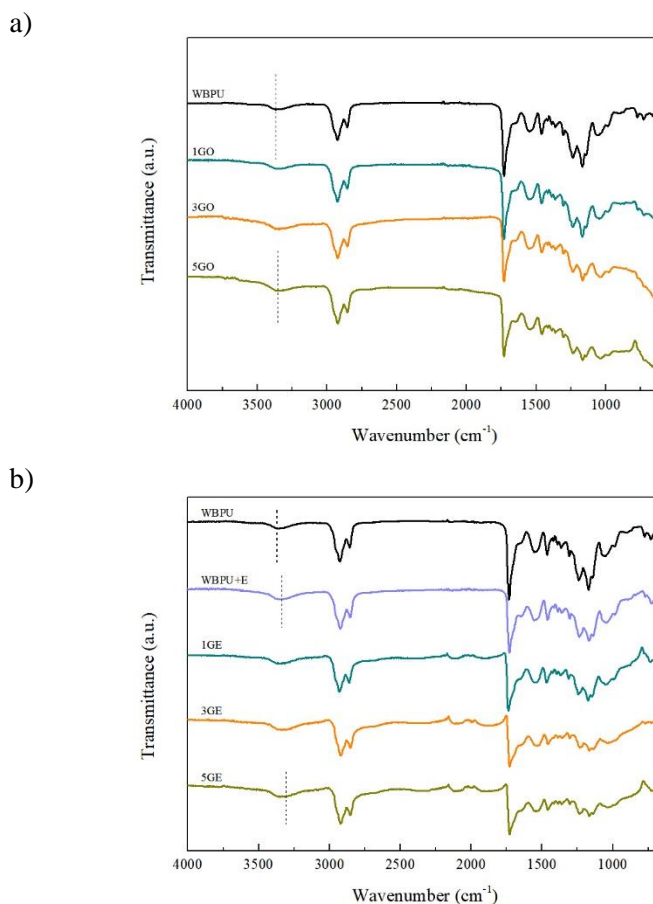 a)
WBPU
1GO
3GO
5GO
Transmittance (a.u.)
4000 3500 3000 2500 2000 1500 1000
Wavenumber (cm⁻¹)
b)
WBPU
WBPU+E
1GE
3GE
5GE
Transmittance (a.u.)
4000 3500 3000 2500 2000 1500 1000
Wavenumber (cm⁻¹)